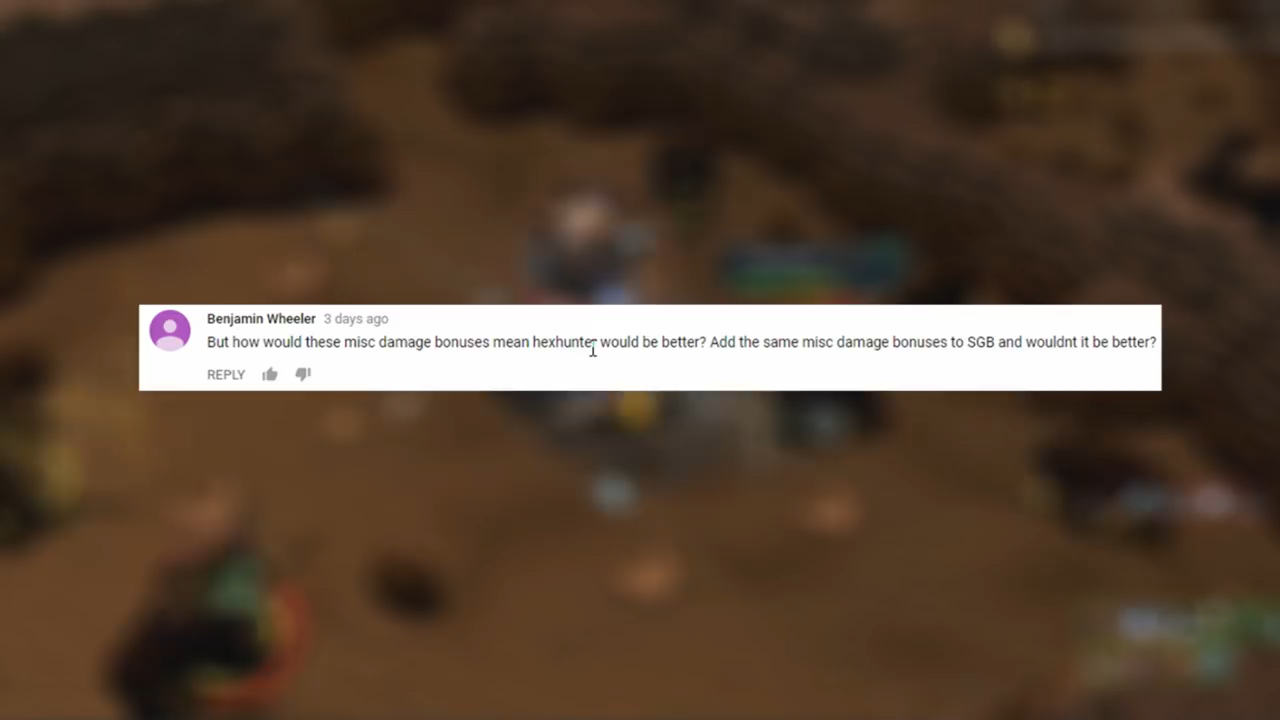 Benjamin Wheeler 3 days ago
But how would these misc damage bonuses mean hexhunter would be better? Add the same misc damage bonuses to SGB and wouldnt it be better?
REPLY